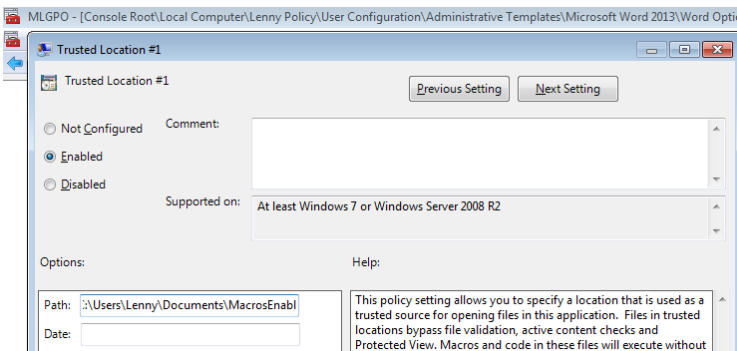 MLGPO - [Console Root\Local Computer\Lenny Policy\User Configuration\Administrative Templates\Microsoft Word 2013\Word Optio
Trusted Location #1
Trusted Location #1
Previous Setting Next Setting
Not Configured Comment:
Enabled
Disabled
Supported on: At least Windows 7 or Windows Server 2008 R2
Options: Help:
Path: :\Users\Lenny\Documents\MacrosEnabl
Date:
This policy setting allows you to specify a location that is used as a
trusted source for opening files in this application. Files in trusted
locations bypass file validation, active content checks and
Protected View. Macros and code in these files will execute without